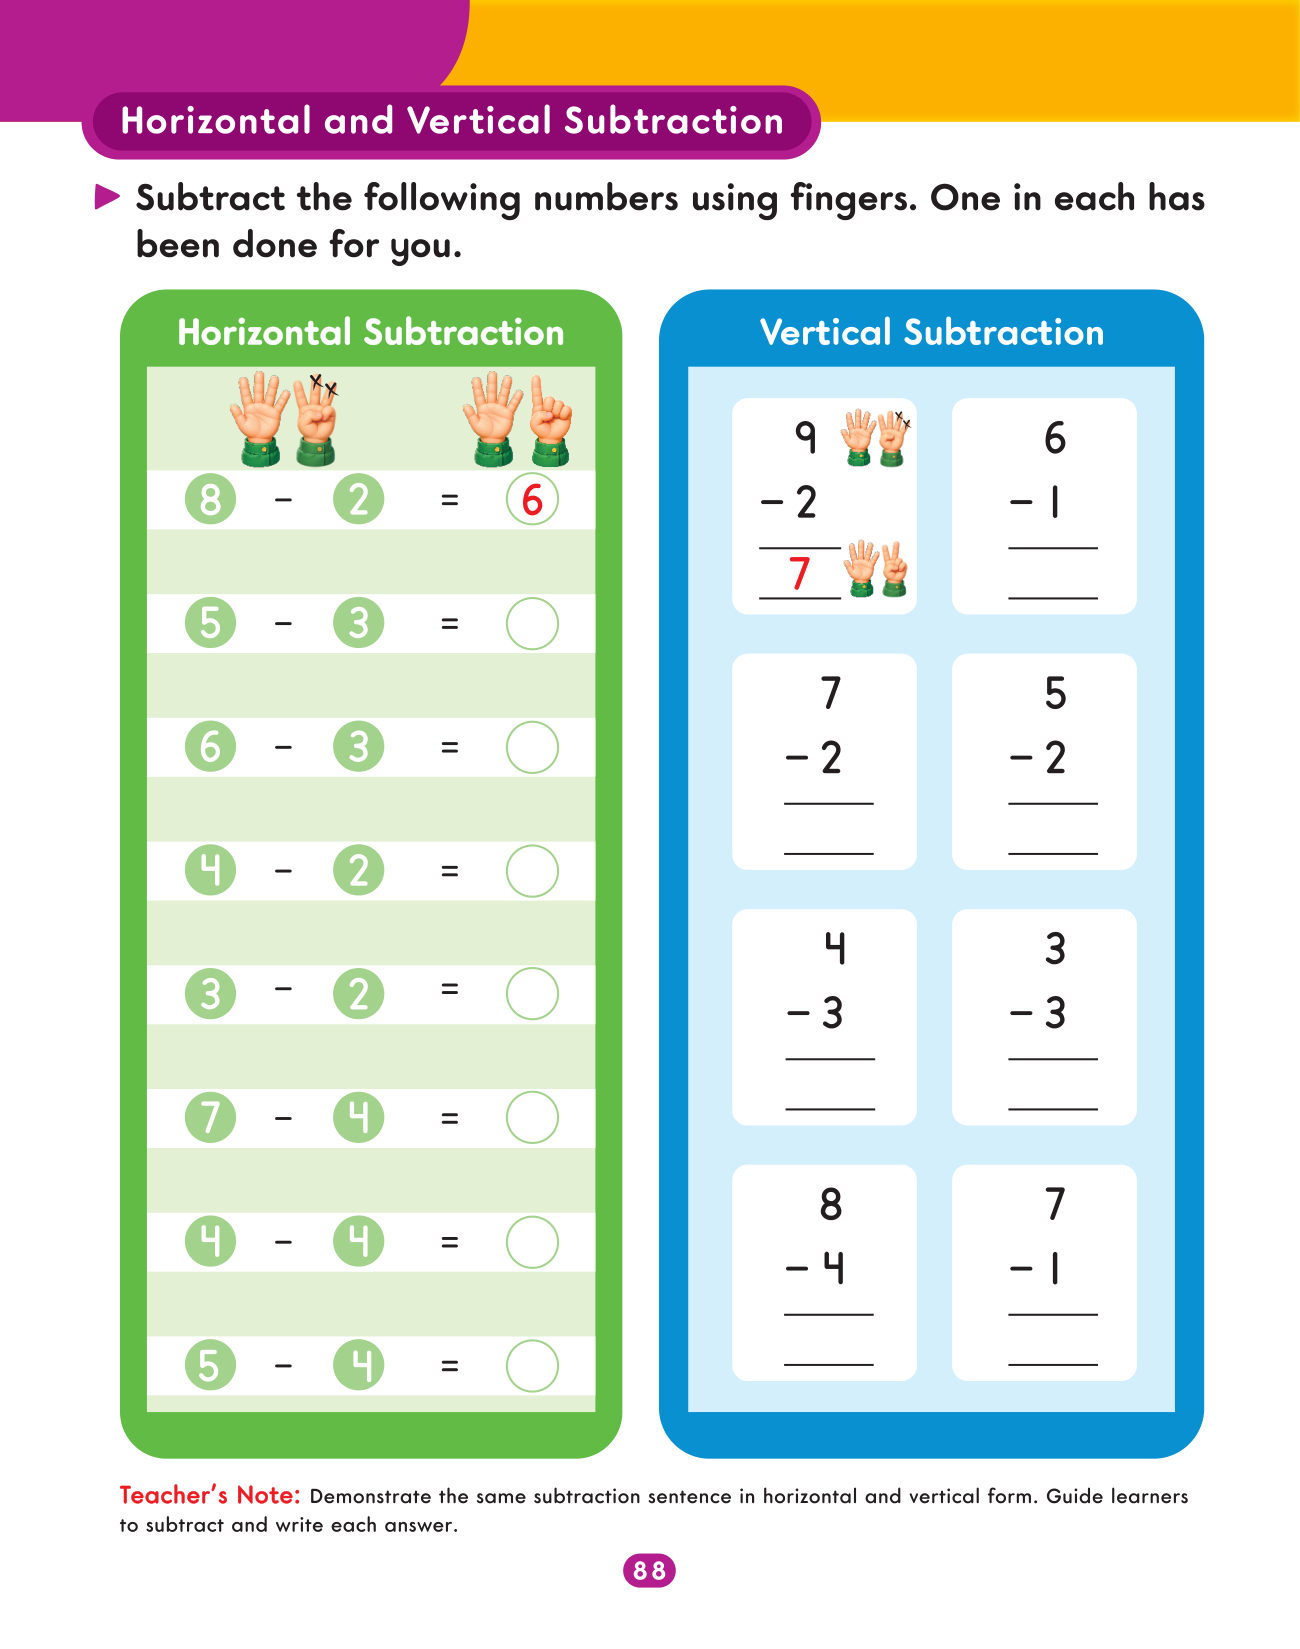 Horizontal and Vertical Subtraction
Subtract the following numbers using fingers. One in each has
been done for you.
Horizontal Subtraction
8 - 2 = 6
5 - 3 =
6 - 3 =
4 - 2 =
3 - 2 =
7 - 4 =
4 - 4 =
5 - 4 =
Vertical Subtraction
9
- 2
7
6
- 1
7
- 2
5
- 2
4
- 3
3
- 3
8
- 4
7
- 1
Teacher's Note: Demonstrate the same subtraction sentence in horizontal and vertical form. Guide learners
to subtract and write each answer.
88